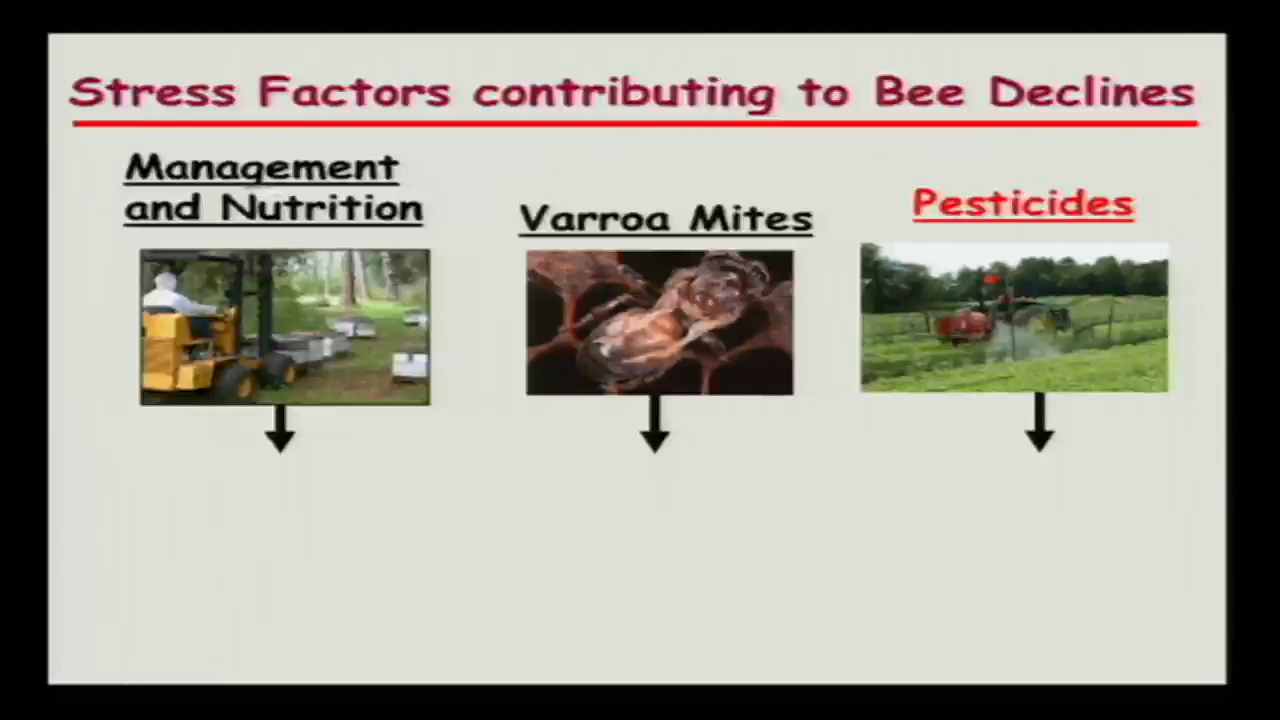 Stress Factors contributing to Bee Declines
Management
and Nutrition
Varroa Mites
Pesticides